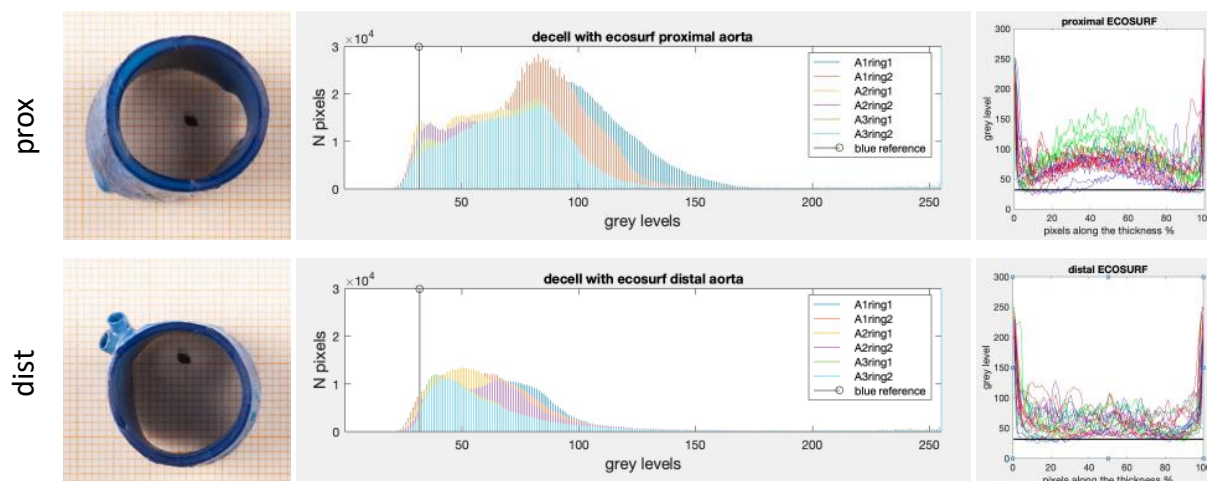 prox
decell with ecosurf proximal aorta
×10⁴
3
2
1
0
N pixels
50
100
150
200
250
grey levels
A1ring1
A1ring2
A2ring1
A2ring2
A3ring1
A3ring2
blue reference
proximal ECOSURF
300
250
200
150
100
50
0
grey level
0
20
40
60
80
100
pixels along the thickness %
dist
decell with ecosurf distal aorta
×10⁴
3
2
1
0
N pixels
50
100
150
200
250
grey levels
A1ring1
A1ring2
A2ring1
A2ring2
A3ring1
A3ring2
blue reference
distal ECOSURF
300
250
200
150
100
50
0
grey level
0
20
40
60
80
100
pixels along the thickness %